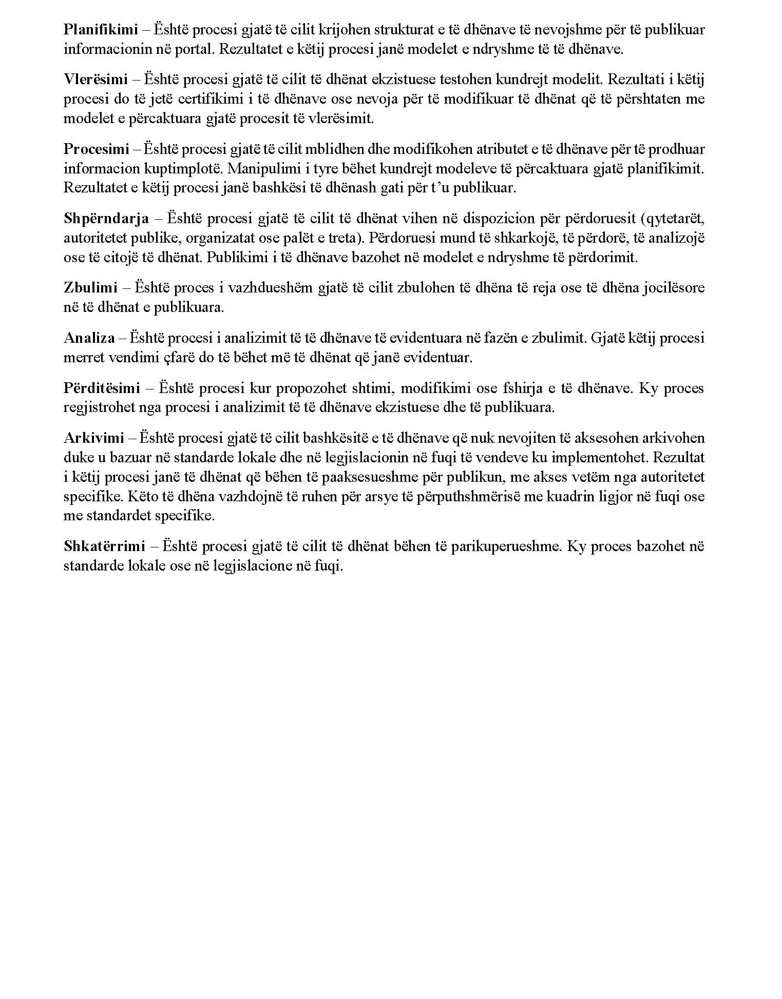 Planifikimi – Është procesi gjatë të cilit krijohen strukturat e të dhënave të nevojshme për të publikuar
informacionin në portal. Rezultatet e këtij procesi janë modelet e ndryshme të të dhënave.
Vlerësimi – Është procesi gjatë të cilit të dhënat ekzistuese testohen kundrejt modelit. Rezultati i këtij
procesi do të jetë certifikimi i të dhënave ose nevoja për të modifikuar të dhënat që të përshtaten me
modelet e përcaktuara gjatë procesit të vlerësimit.
Procesimi – Është procesi gjatë të cilit mblidhen dhe modifikohen atributet e të dhënave për të prodhuar
informacion kuptimplotë. Manipulimi i tyre bëhet kundrejt modeleve të përcaktuara gjatë planifikimit.
Rezultatet e këtij procesi janë bashkësi të dhënash gati për t’u publikuar.
Shpërndarja – Është procesi gjatë të cilit të dhënat vihen në dispozicion për përdoruesit (qytetarët,
autoritetet publike, organizatat ose palët e treta). Përdoruesi mund të shkarkojë, të përdorë, të analizojë
ose të citojë të dhënat. Publikimi i të dhënave bazohet në modelet e ndryshme të përdorimit.
Zbulimi – Është proces i vazhdueshëm gjatë të cilit zbulohen të dhëna të reja ose të dhëna jocilësore
në të dhënat e publikuara.
Analiza – Është procesi i analizimit të të dhënave të evidentuara në fazën e zbulimit. Gjatë këtij procesi
merret vendimi çfarë do të bëhet më të dhënat që janë evidentuar.
Përditësimi – Është procesi kur propozohet shtimi, modifikimi ose fshirja e të dhënave. Ky proces
regjistrohet nga procesi i analizimit të të dhënave ekzistuese dhe të publikuara.
Arkivimi – Është procesi gjatë të cilit bashkësitë e të dhënave që nuk nevojiten të aksesohen arkivohen
duke u bazuar në standarde lokale dhe në legjislacionin në fuqi të vendeve ku implementohet. Rezultat
i këtij procesi janë të dhënat që bëhen të paaksesueshme për publikun, me akses vetëm nga autoritetet
specifike. Këto të dhëna vazhdojnë të ruhen për arsye të përputhshmërisë me kuadrin ligjor në fuqi ose
me standardet specifike.
Shkatërrimi – Është procesi gjatë të cilit të dhënat bëhen të parikuperueshme. Ky proces bazohet në
standarde lokale ose në legjislacione në fuqi.